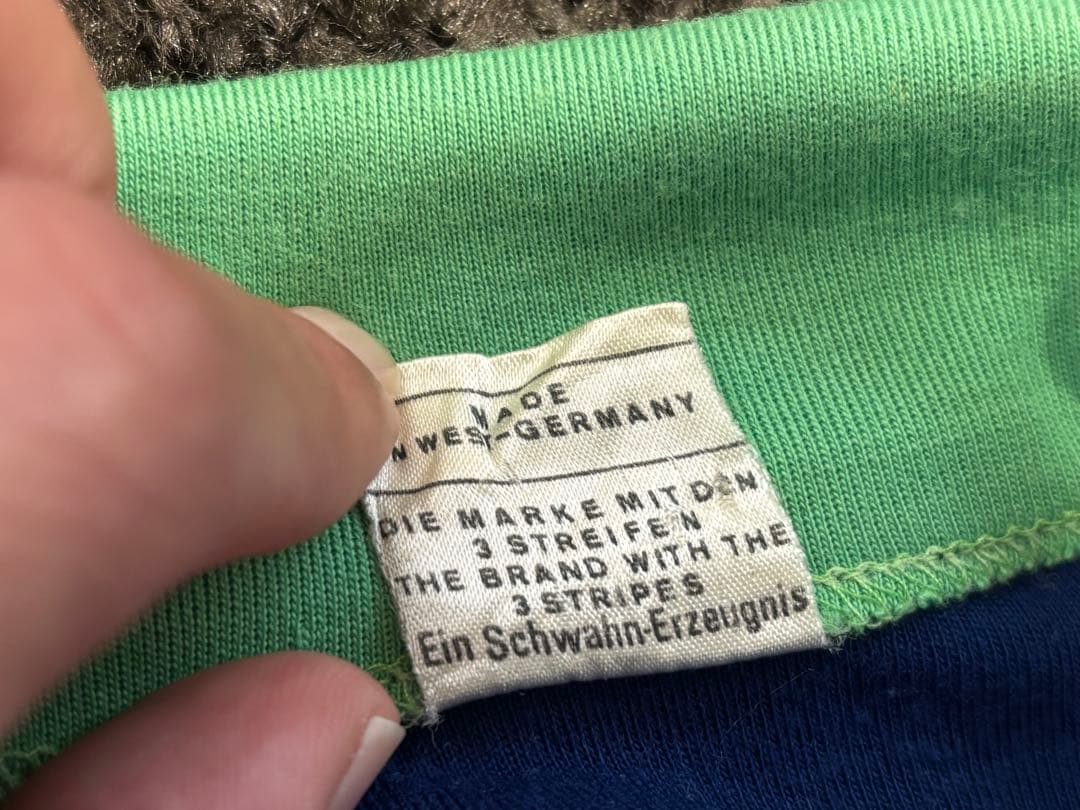 MADE
IN WEST-GERMANY
DIE MARKE MIT DEN
3 STREIFEN
THE BRAND WITH THE
3 STRIPES
Ein Schwahn-Erzeugnis